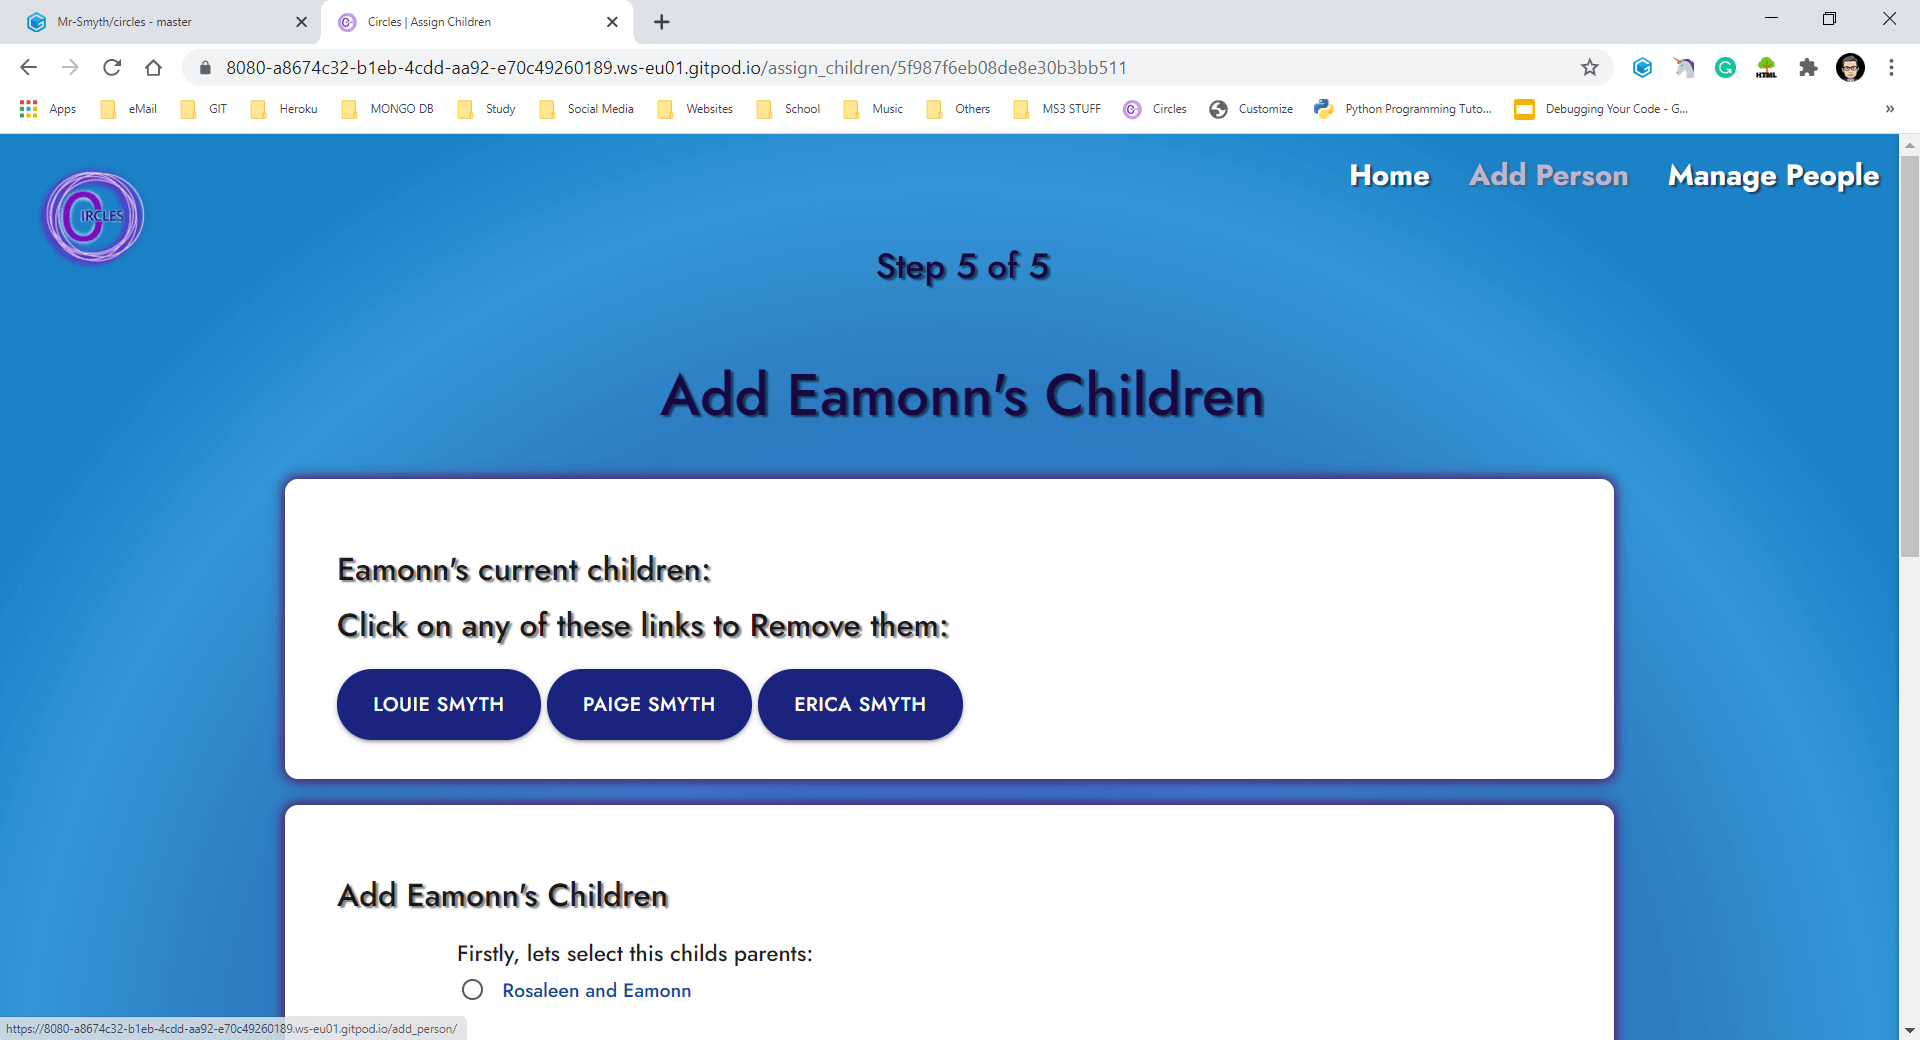 Mr-Smyth/circles - master
Circles | Assign Children
8080-a8674c32-b1eb-4cdd-aa92-e70c49260189.ws-eu01.gitpod.io/assign_children/5f987f6eb08de8e30b3bb511
HTML
Apps eMail GIT Heroku MONGO DB Study Social Media Websites School Music Others MS3 STUFF Circles Customize Python Programming Tuto... Debugging Your Code - G... »
CIRCLES
Home Add Person Manage People
Step 5 of 5
Add Eamonn's Children
Eamonn's current children:
Click on any of these links to Remove them:
LOUIE SMYTH PAIGE SMYTH ERICA SMYTH
Add Eamonn's Children
Firstly, lets select this childs parents:
Rosaleen and Eamonn
https://8080-a8674c32-b1eb-4cdd-aa92-e70c49260189.ws-eu01.gitpod.io/add_person/